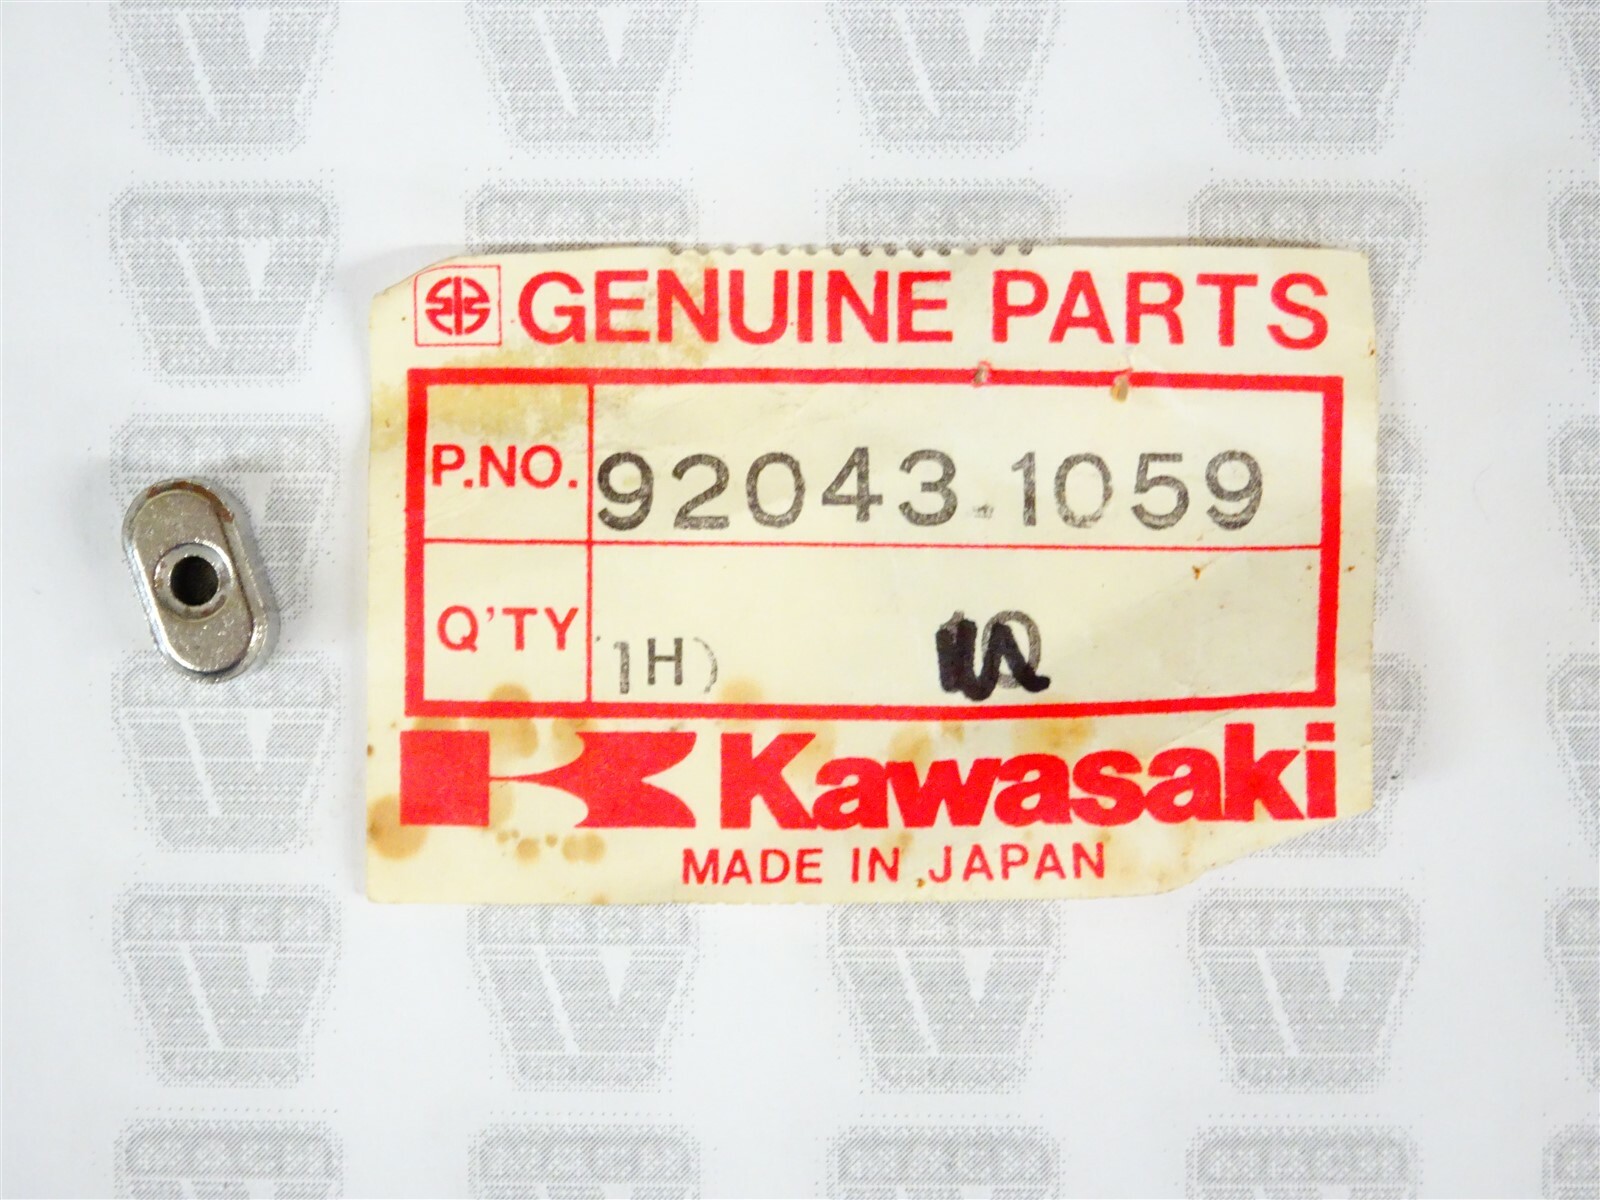 GENUINE PARTS
P.NO. 92043-1059
Q'TY 1H)
Kawasaki
MADE IN JAPAN